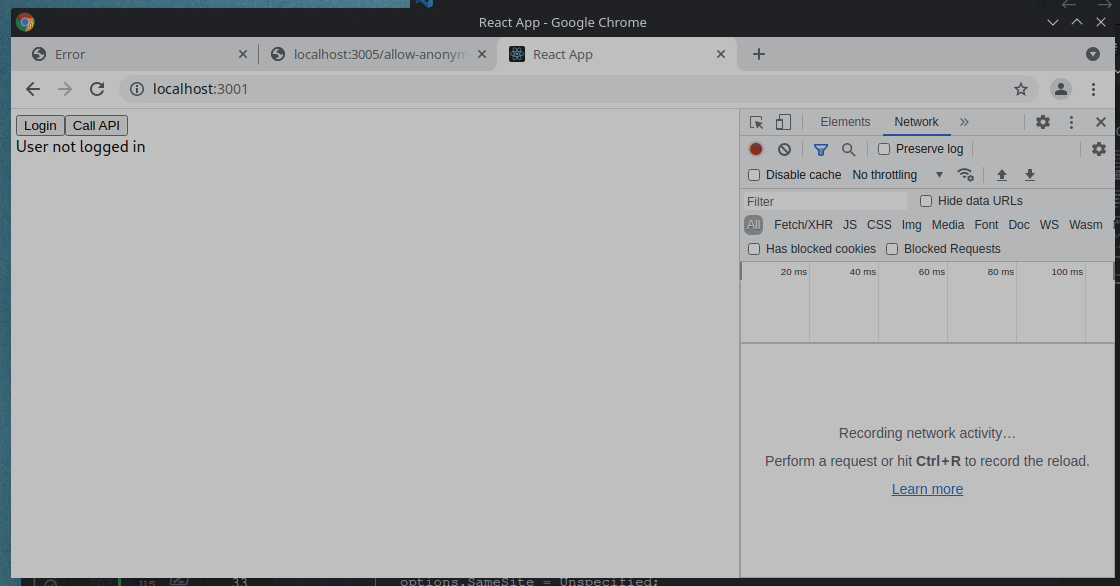 React App - Google Chrome
Error
localhost:3005/allow-anonym
React App
localhost:3001
Login Call API
User not logged in
Elements Network
Preserve log
Disable cache No throttling
Filter Hide data URLs
All Fetch/XHR JS CSS Img Media Font Doc WS Wasm
Has blocked cookies Blocked Requests
20 ms 40 ms 60 ms 80 ms 100 ms
Recording network activity…
Perform a request or hit Ctrl+R to record the reload.
Learn more
33 options.SameSite = Unspecified;